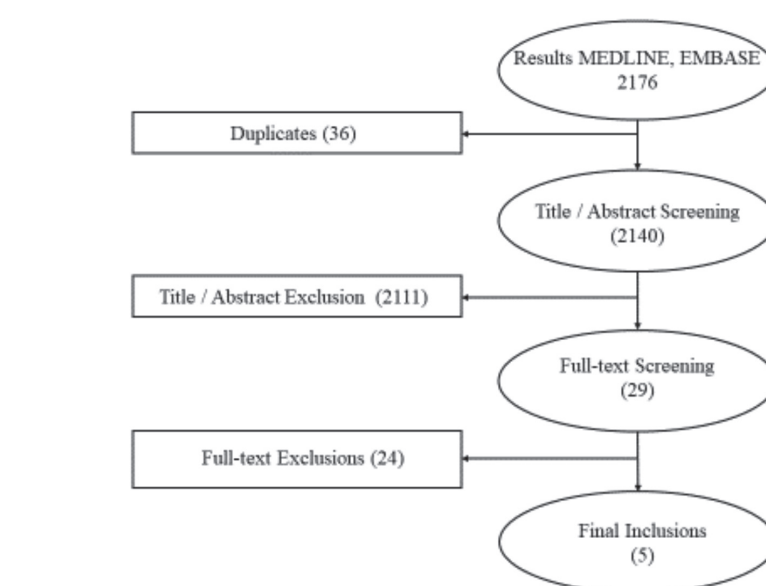 Results MEDLINE, EMBASE
2176
Duplicates (36)
Title / Abstract Screening
(2140)
Title / Abstract Exclusion (2111)
Full-text Screening
(29)
Full-text Exclusions (24)
Final Inclusions
(5)